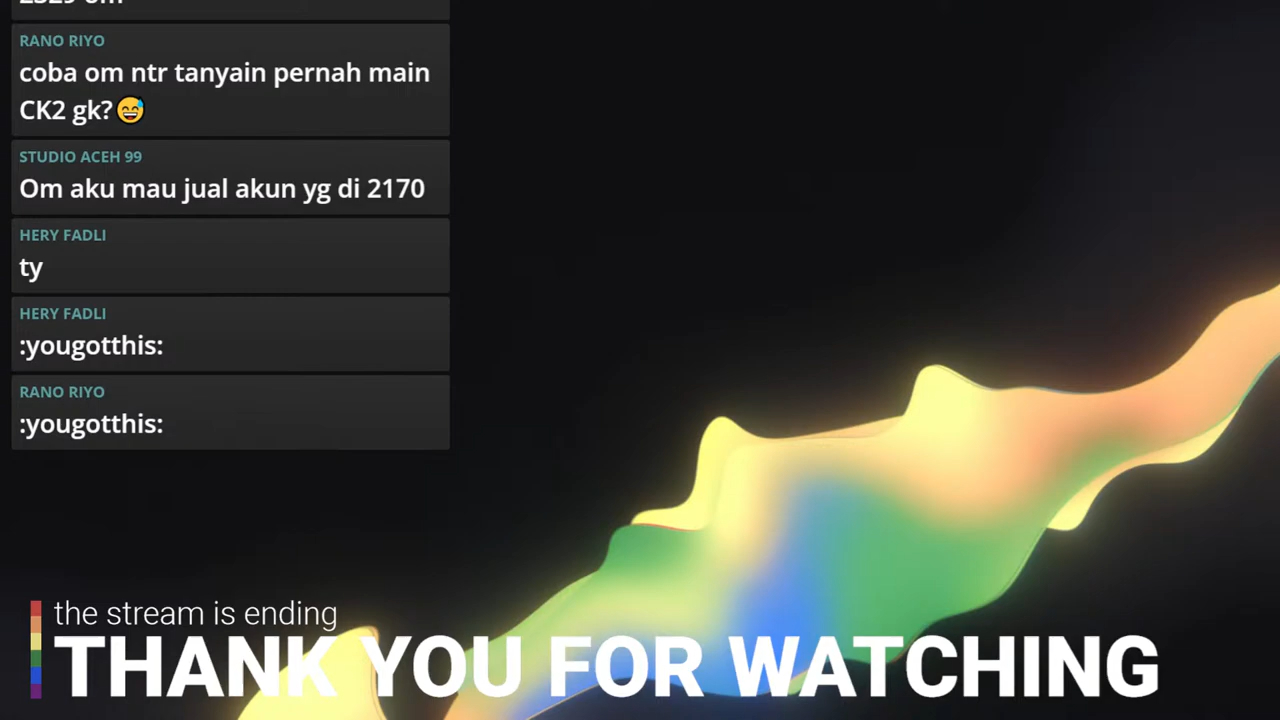 2329 om
RANO RIYO
coba om ntr tanyain pernah main
CK2 gk?😅
STUDIO ACEH 99
Om aku mau jual akun yg di 2170
HERY FADLI
ty
HERY FADLI
:yougotthis:
RANO RIYO
:yougotthis:
the stream is ending
THANK YOU FOR WATCHING